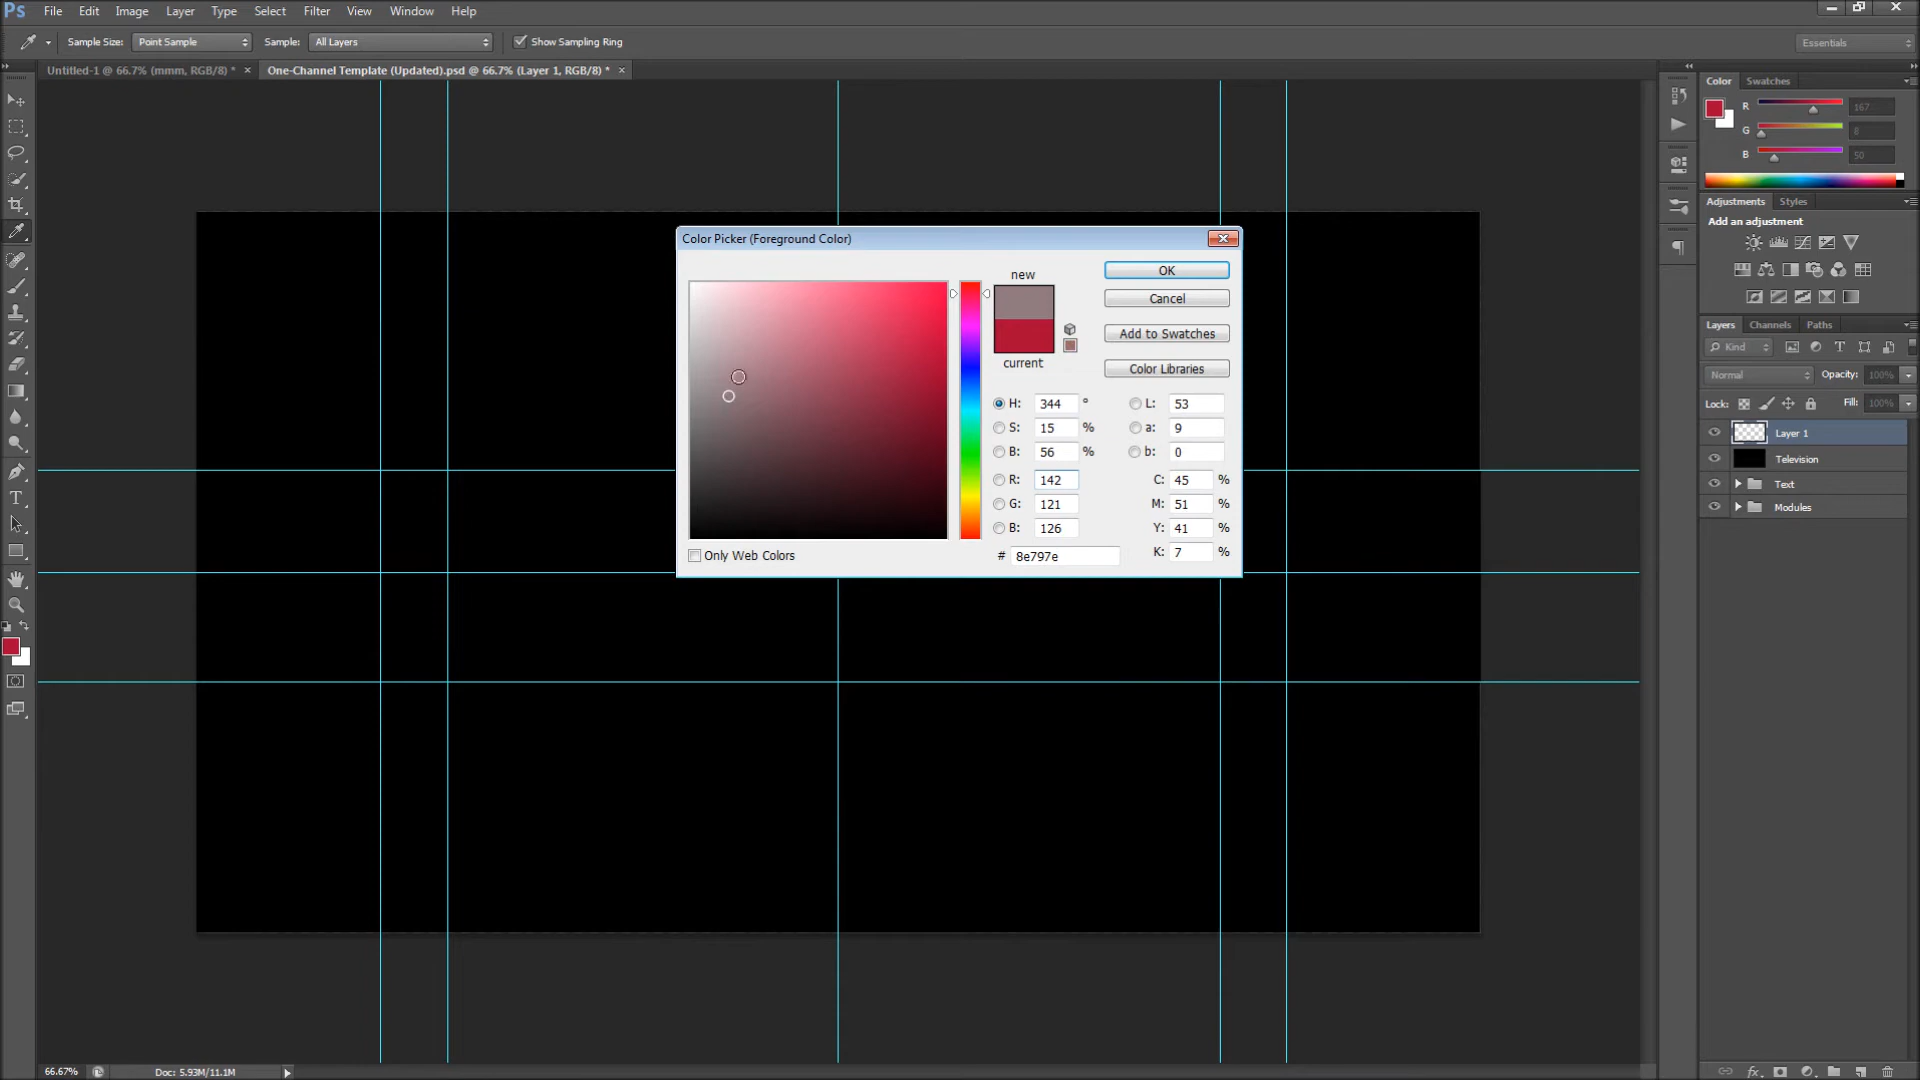 Ps File Edit Image Layer Type Select Filter View Window Help
Sample Size: Point Sample Sample: All Layers Show Sampling Ring Essentials
Untitled-1 @ 66.7% (mmm, RGB/8) * × One-Channel Template (Updated).psd @ 66.7% (Layer 1, RGB/8) * ×
Color Swatches
R 167
G 8
B 50
Adjustments Styles
Add an adjustment
Layers Channels Paths
Kind
Normal Opacity: 100%
Lock: Fill: 100%
Layer 1
Television
Text
Modules
Color Picker (Foreground Color)
new
current
OK
Cancel
Add to Swatches
Color Libraries
H: 344 ° L: 53
S: 15 % a: 9
B: 56 % b: 0
R: 142 C: 45 %
G: 121 M: 51 %
B: 126 Y: 41 %
# 8e797e K: 7 %
Only Web Colors
66.67% Doc: 5.93M/11.1M